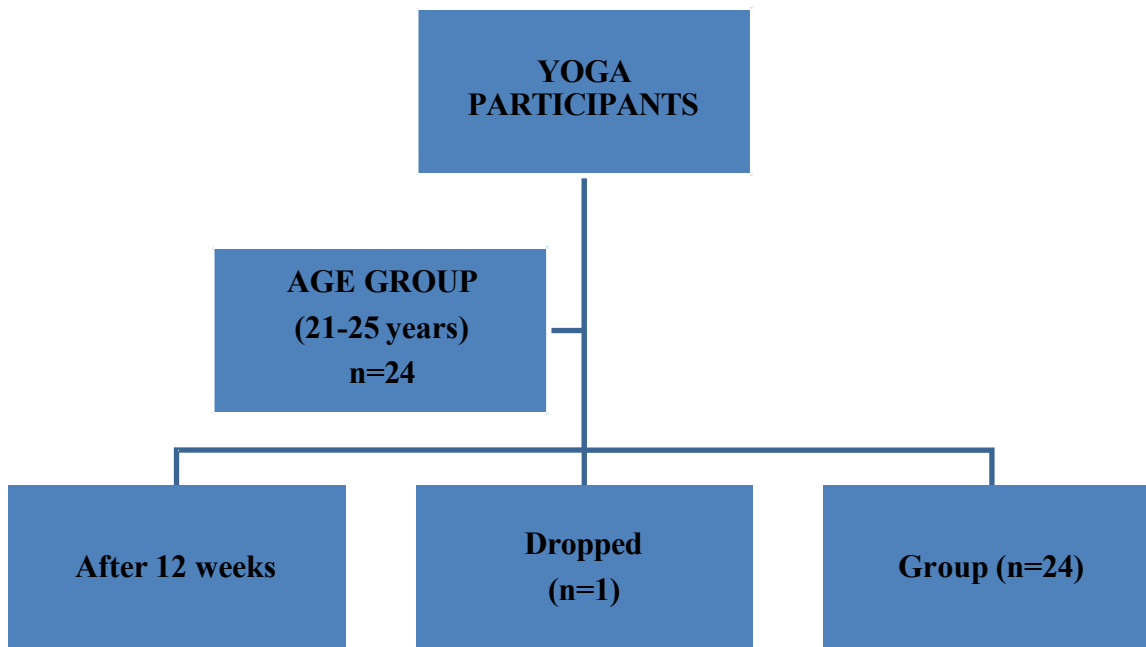 YOGA
PARTICIPANTS
AGE GROUP
(21-25 years)
n=24
After 12 weeks
Dropped
(n=1)
Group (n=24)